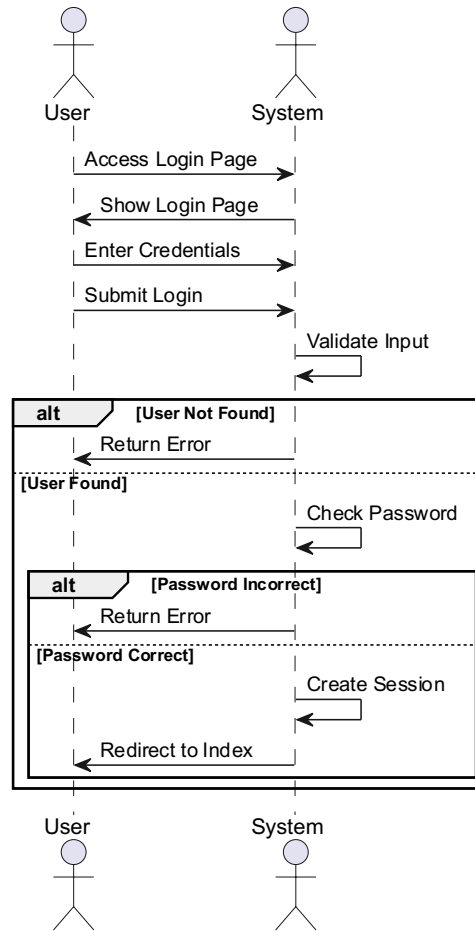 User System
Access Login Page
Show Login Page
Enter Credentials
Submit Login
Validate Input
alt [User Not Found]
Return Error
[User Found]
Check Password
alt [Password Incorrect]
Return Error
[Password Correct]
Create Session
Redirect to Index
User System